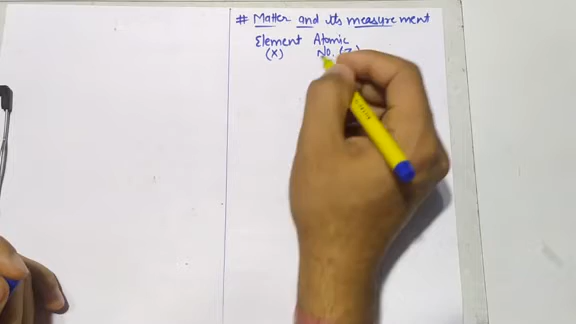 # Matter and its measurement
Element Atomic
(X) No. (Z)